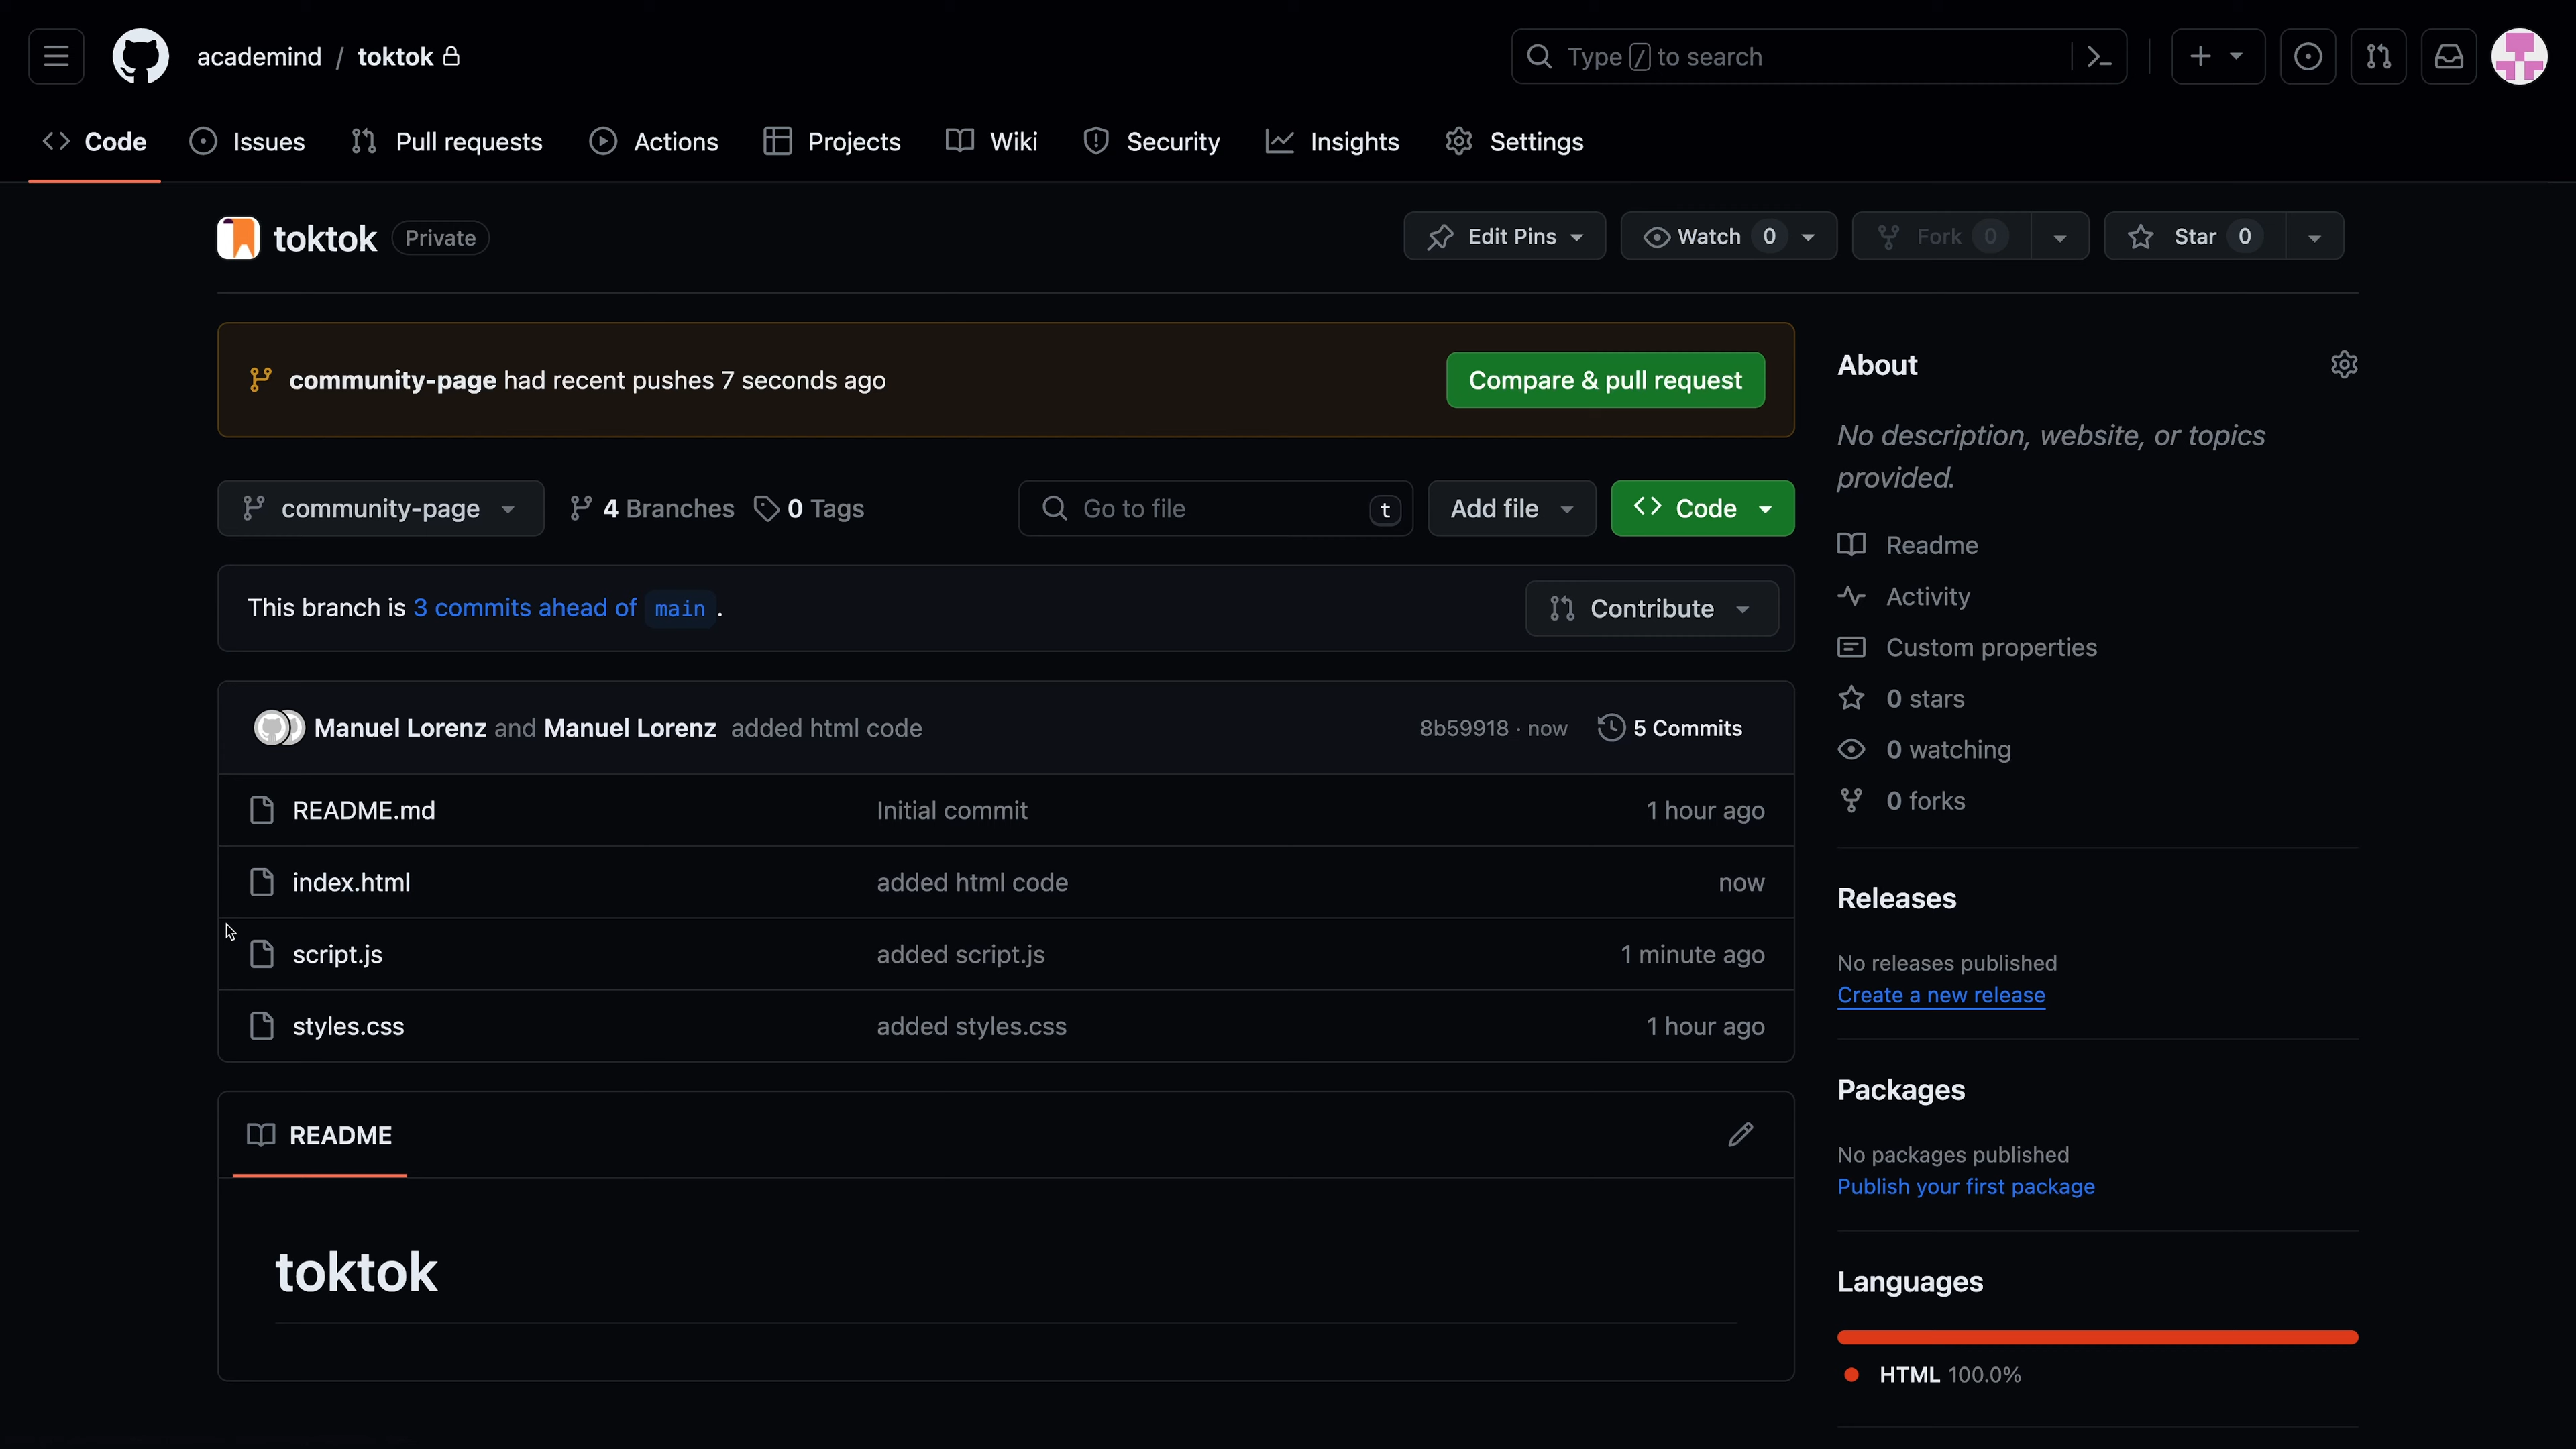 academind / toktok
Type / to search
Code Issues Pull requests Actions Projects Wiki Security Insights Settings
toktok Private
Edit Pins Watch 0 Fork 0 Star 0
community-page had recent pushes 7 seconds ago
Compare & pull request
community-page 4 Branches 0 Tags
Go to file t Add file Code
This branch is 3 commits ahead of main .
Contribute
Manuel Lorenz and Manuel Lorenz added html code 8b59918 · now 5 Commits
README.md Initial commit 1 hour ago
index.html added html code now
script.js added script.js 1 minute ago
styles.css added styles.css 1 hour ago
README
toktok
About
No description, website, or topics
provided.
Readme
Activity
Custom properties
0 stars
0 watching
0 forks
Releases
No releases published
Create a new release
Packages
No packages published
Publish your first package
Languages
HTML 100.0%